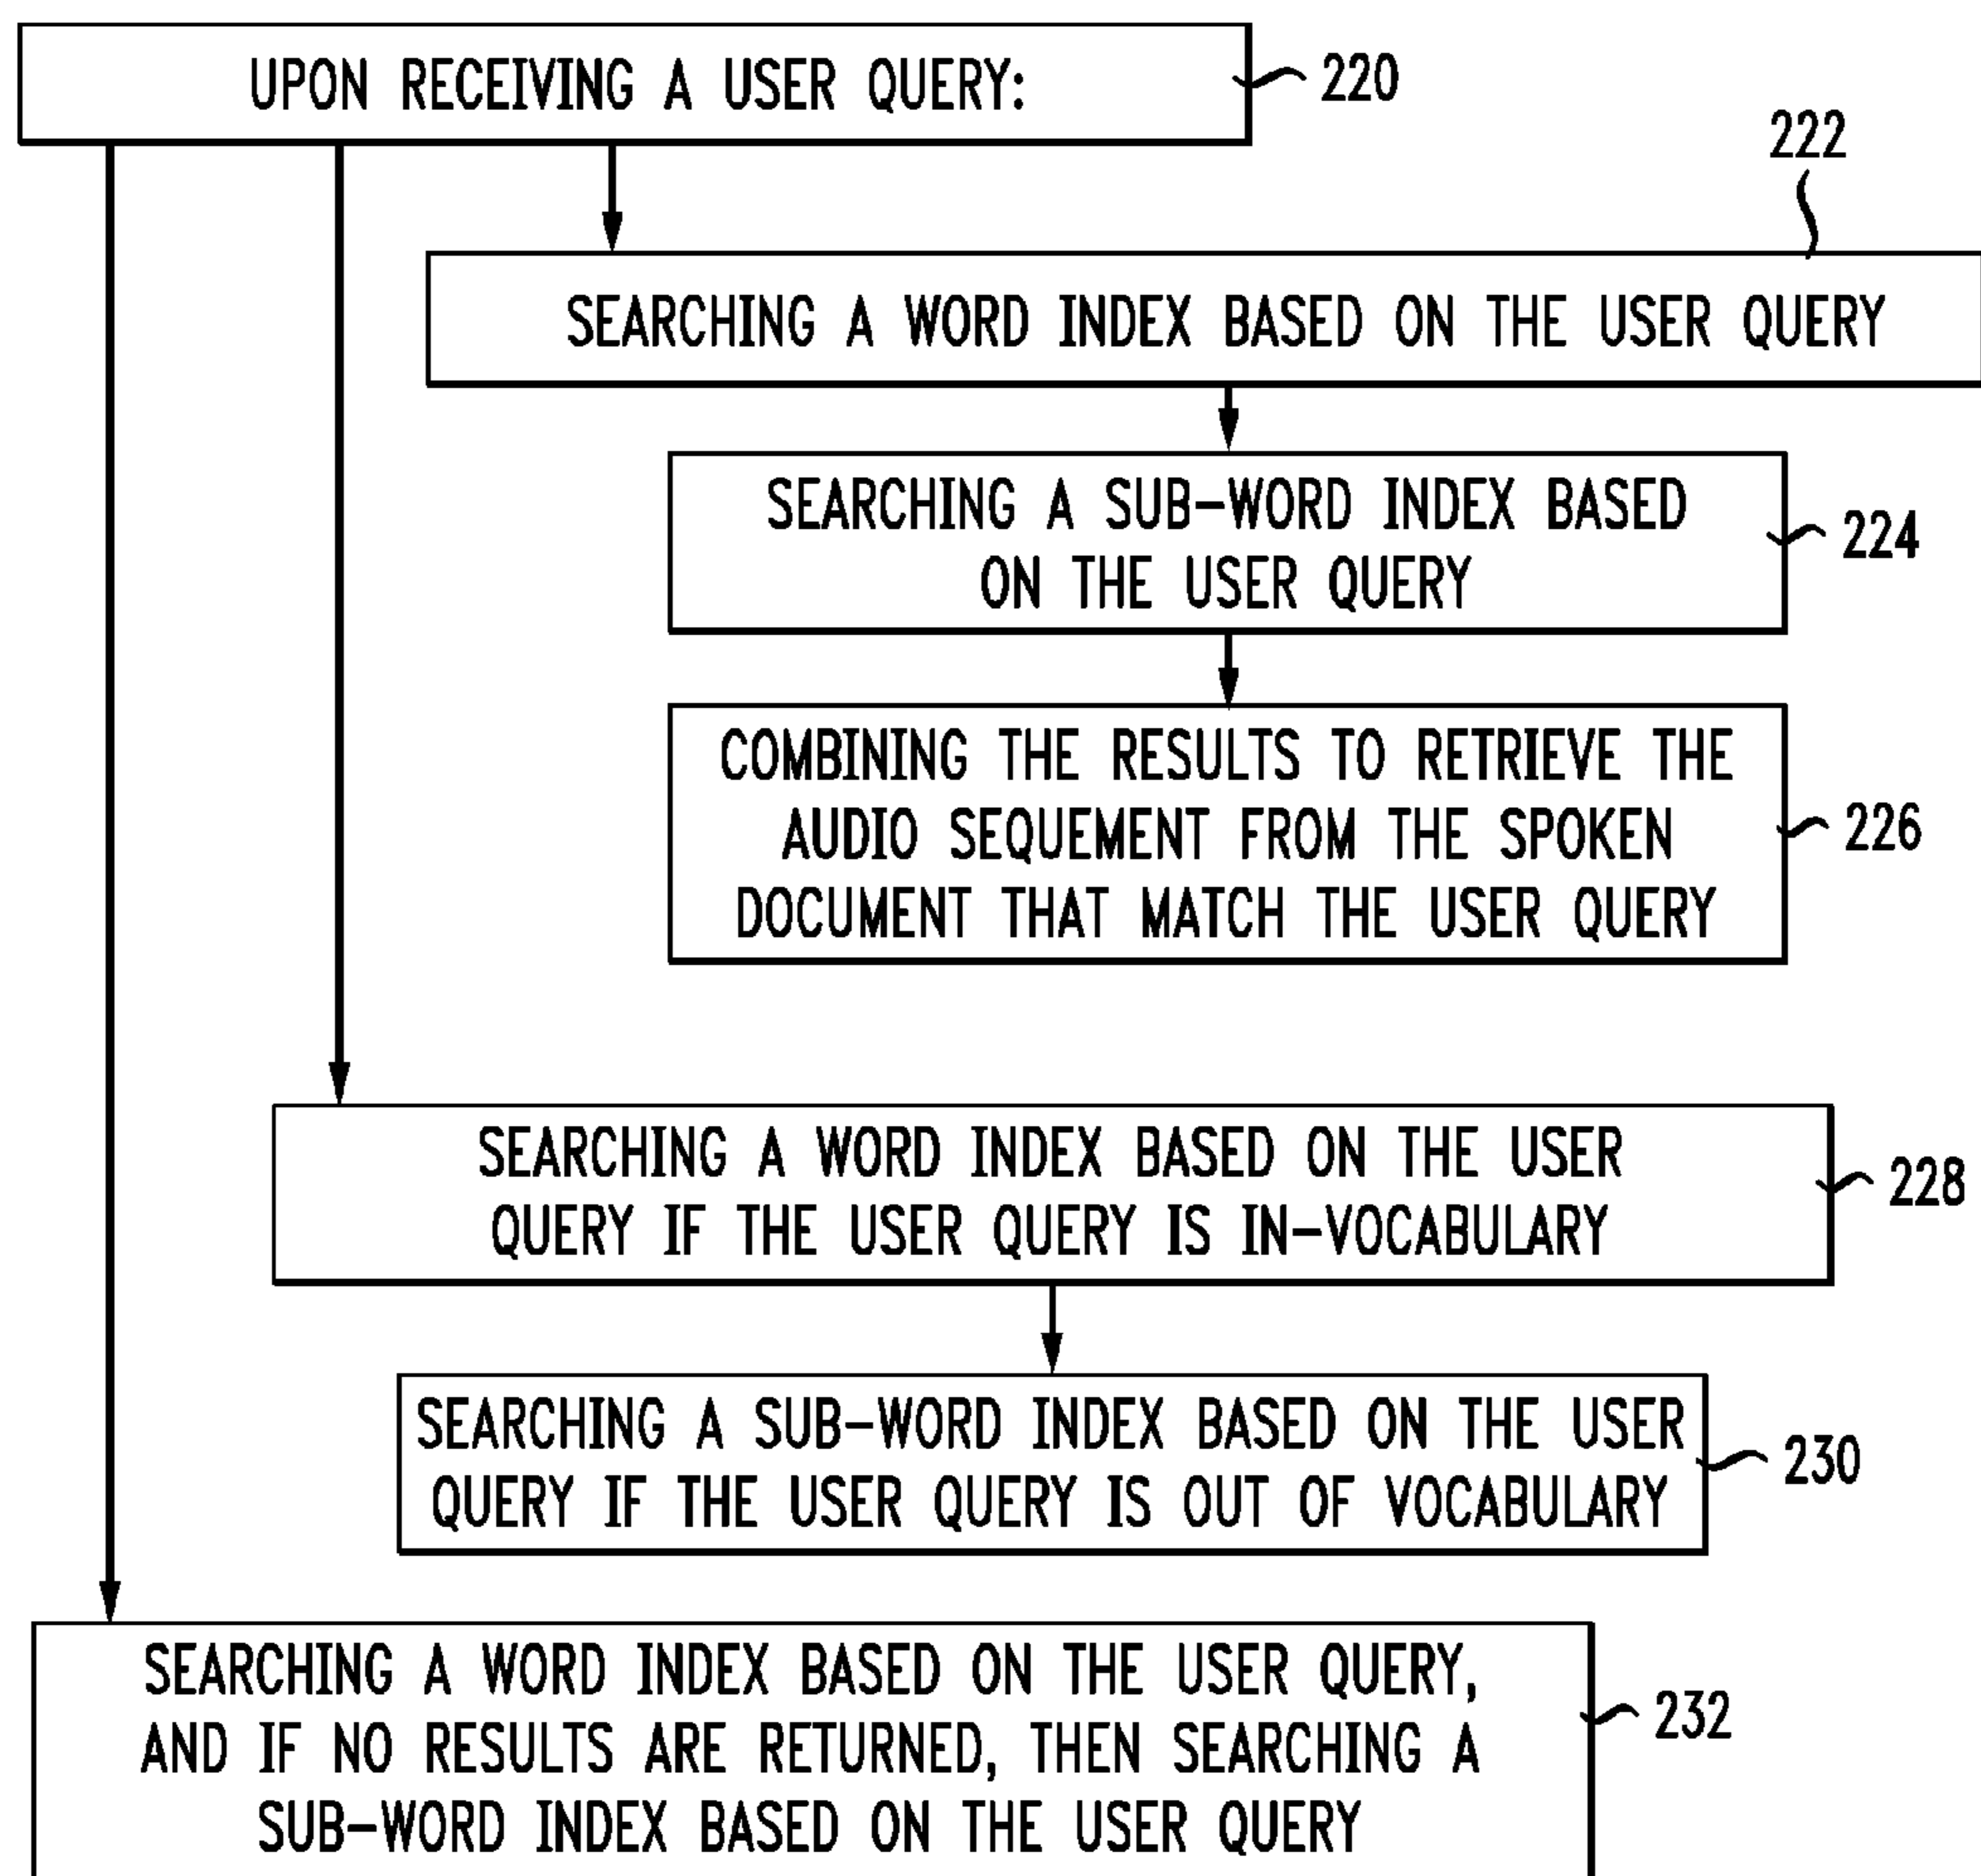 UPON RECEIVING A USER QUERY:
220
222
SEARCHING A WORD INDEX BASED ON THE USER QUERY
SEARCHING A SUB-WORD INDEX BASED
ON THE USER QUERY
224
COMBINING THE RESULTS TO RETRIEVE THE
AUDIO SEQUEMENT FROM THE SPOKEN
DOCUMENT THAT MATCH THE USER QUERY
226
SEARCHING A WORD INDEX BASED ON THE USER
QUERY IF THE USER QUERY IS IN-VOCABULARY
228
SEARCHING A SUB-WORD INDEX BASED ON THE USER
QUERY IF THE USER QUERY IS OUT OF VOCABULARY
230
SEARCHING A WORD INDEX BASED ON THE USER QUERY,
AND IF NO RESULTS ARE RETURNED, THEN SEARCHING A
SUB-WORD INDEX BASED ON THE USER QUERY
232